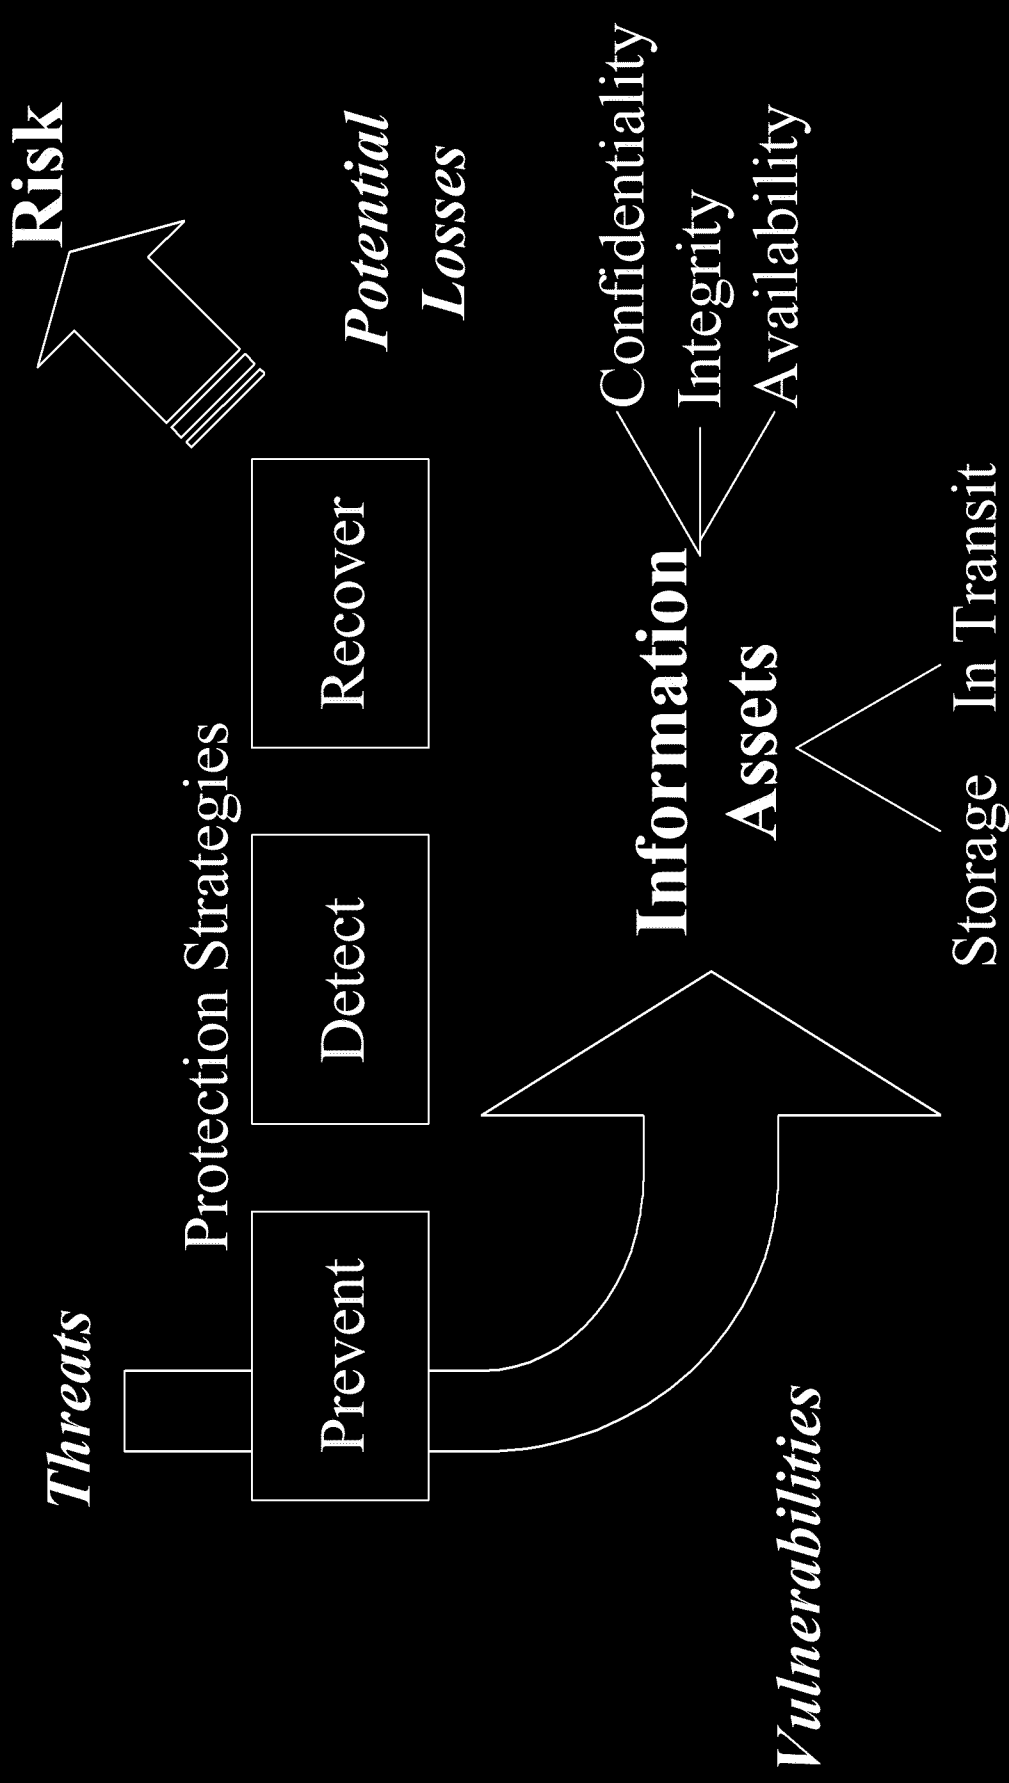 Risk
Threats
Protection Strategies
Prevent
Detect
Recover
Potential
Losses
Information
Assets
Confidentiality
Integrity
Availability
Vulnerabilities
Storage
In Transit